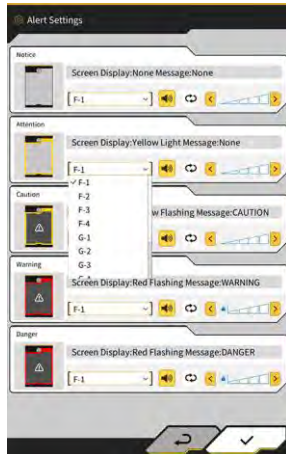 Alert Settings
Notice
Screen Display:None Message:None
F-1
Attention
Screen Display:Yellow Light Message:None
F-1
✓F-1
F-2
F-3
F-4
G-1
G-2
G-3
Caution
w Flashing Message:CAUTION
Warning
Screen Display:Red Flashing Message:WARNING
F-1
Danger
Screen Display:Red Flashing Message:DANGER
F-1